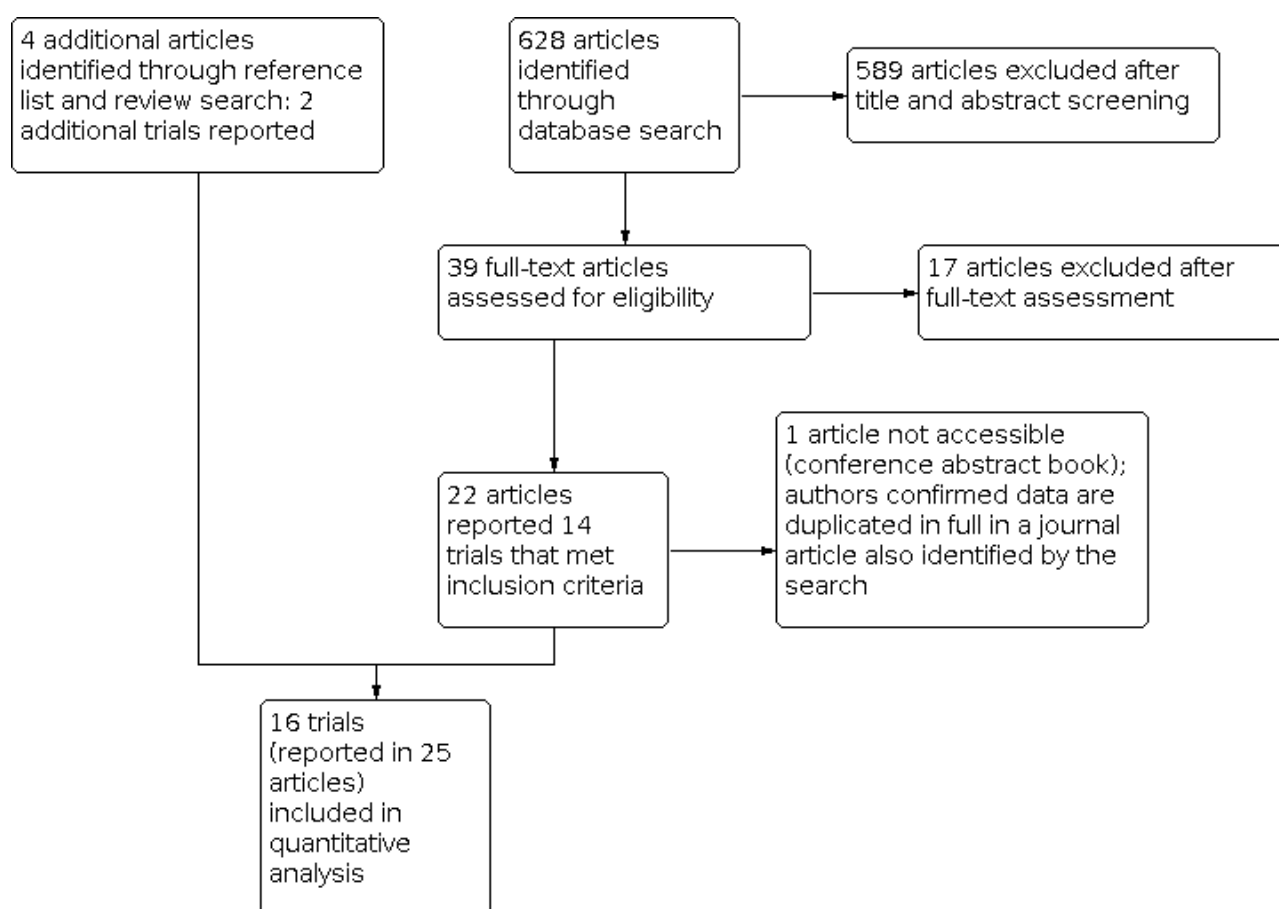 4 additional articles
identified through reference
list and review search: 2
additional trials reported
628 articles
identified
through
database search
589 articles excluded after
title and abstract screening
39 full-text articles
assessed for eligibility
17 articles excluded after
full-text assessment
22 articles
reported 14
trials that met
inclusion criteria
1 article not accessible
(conference abstract book);
authors confirmed data are
duplicated in full in a journal
article also identified by the
search
16 trials
(reported in 25
articles)
included in
quantitative
analysis